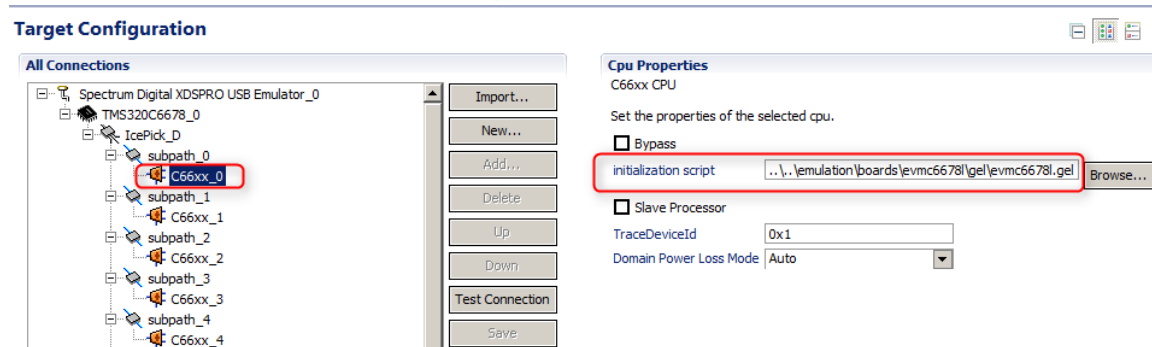 Target Configuration
All Connections
Spectrum Digital XDSPRO USB Emulator_0
TMS320C6678_0
IcePick_D
subpath_0
C66xx_0
subpath_1
C66xx_1
subpath_2
C66xx_2
subpath_3
C66xx_3
subpath_4
C66xx_4
Import...
New...
Add...
Delete
Up
Down
Test Connection
Save
Cpu Properties
C66xx CPU
Set the properties of the selected cpu.
Bypass
initialization script ..\..\emulation\boards\evmc6678l\gel\evmc6678l.gel Browse...
Slave Processor
TraceDeviceId 0x1
Domain Power Loss Mode Auto